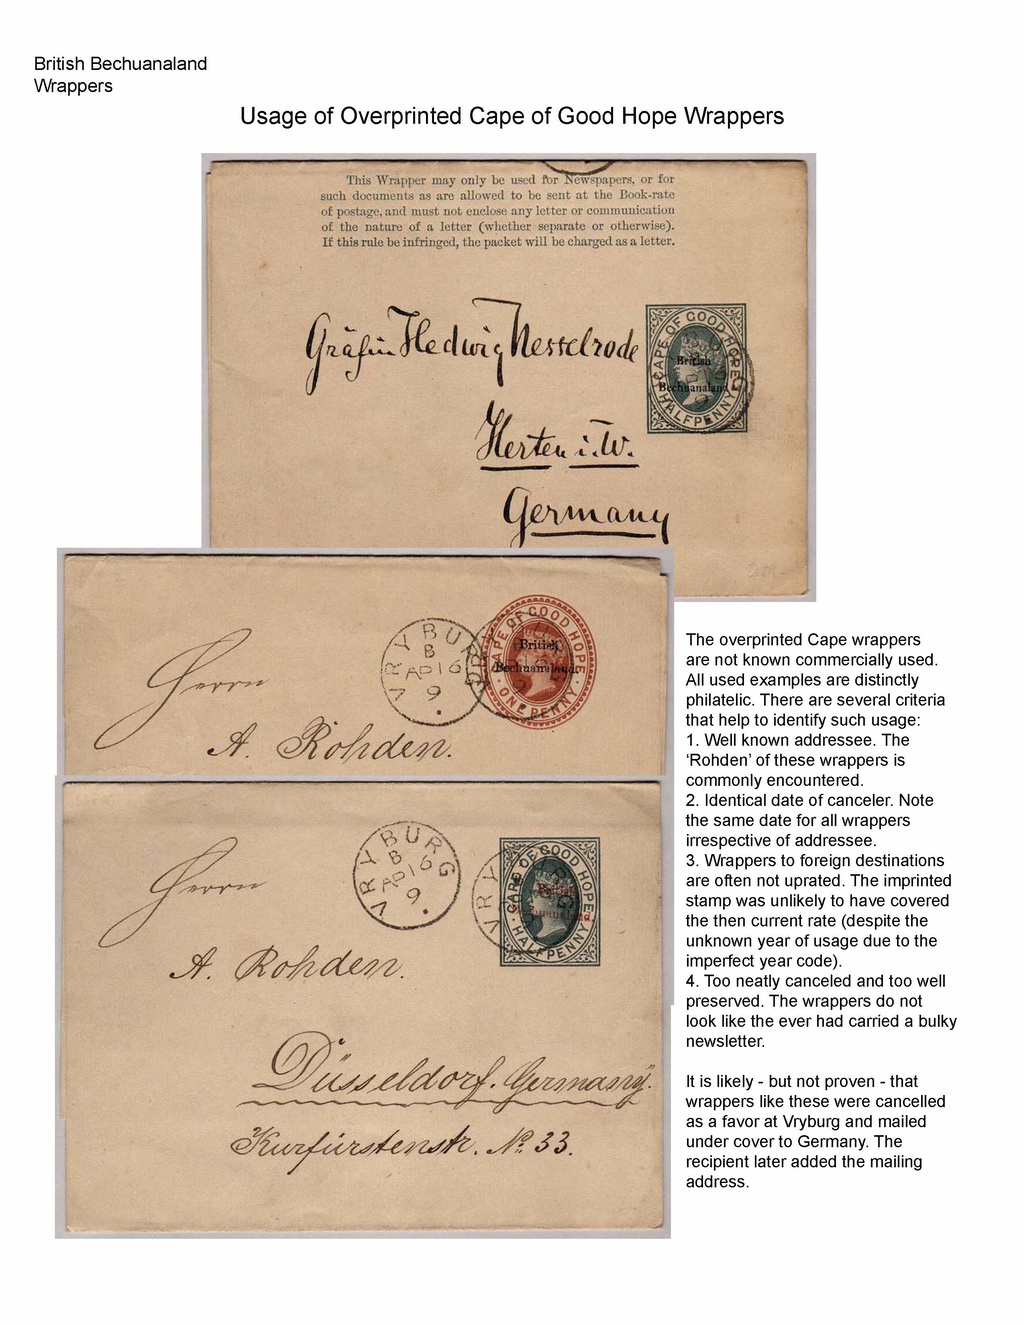 British Bechuanaland
Wrappers
Usage of Overprinted Cape of Good Hope Wrappers
This Wrapper may only be used for Newspapers, or for
such documents as are allowed to be sent at the Book-rate
of postage, and must not enclose any letter or communication
of the nature of a letter (whether separate or otherwise).
If this rule be infringed, the packet will be charged as a letter.
CAPE OF GOOD HOPE
British
Bechuanaland
HALFPENNY
Gräfin Hedwig Nesselrode
Herten i. W.
Germany
VRYBURG
B
AP 16
9
CAPE OF GOOD HOPE
British
Bechuanaland.
ONE PENNY
Herrn
A. Rohden.
VRYBURG
B
AP 16
9
CAPE OF GOOD HOPE
British
HALFPENNY
Herrn
A. Rohden.
Düsseldorf. Germany.
Kurfürstenstr. No. 33.
The overprinted Cape wrappers
are not known commercially used.
All used examples are distinctly
philatelic. There are several criteria
that help to identify such usage:
1. Well known addressee. The
'Rohden' of these wrappers is
commonly encountered.
2. Identical date of canceler. Note
the same date for all wrappers
irrespective of addressee.
3. Wrappers to foreign destinations
are often not uprated. The imprinted
stamp was unlikely to have covered
the then current rate (despite the
unknown year of usage due to the
imperfect year code).
4. Too neatly canceled and too well
preserved. The wrappers do not
look like the ever had carried a bulky
newsletter.
It is likely - but not proven - that
wrappers like these were cancelled
as a favor at Vryburg and mailed
under cover to Germany. The
recipient later added the mailing
address.